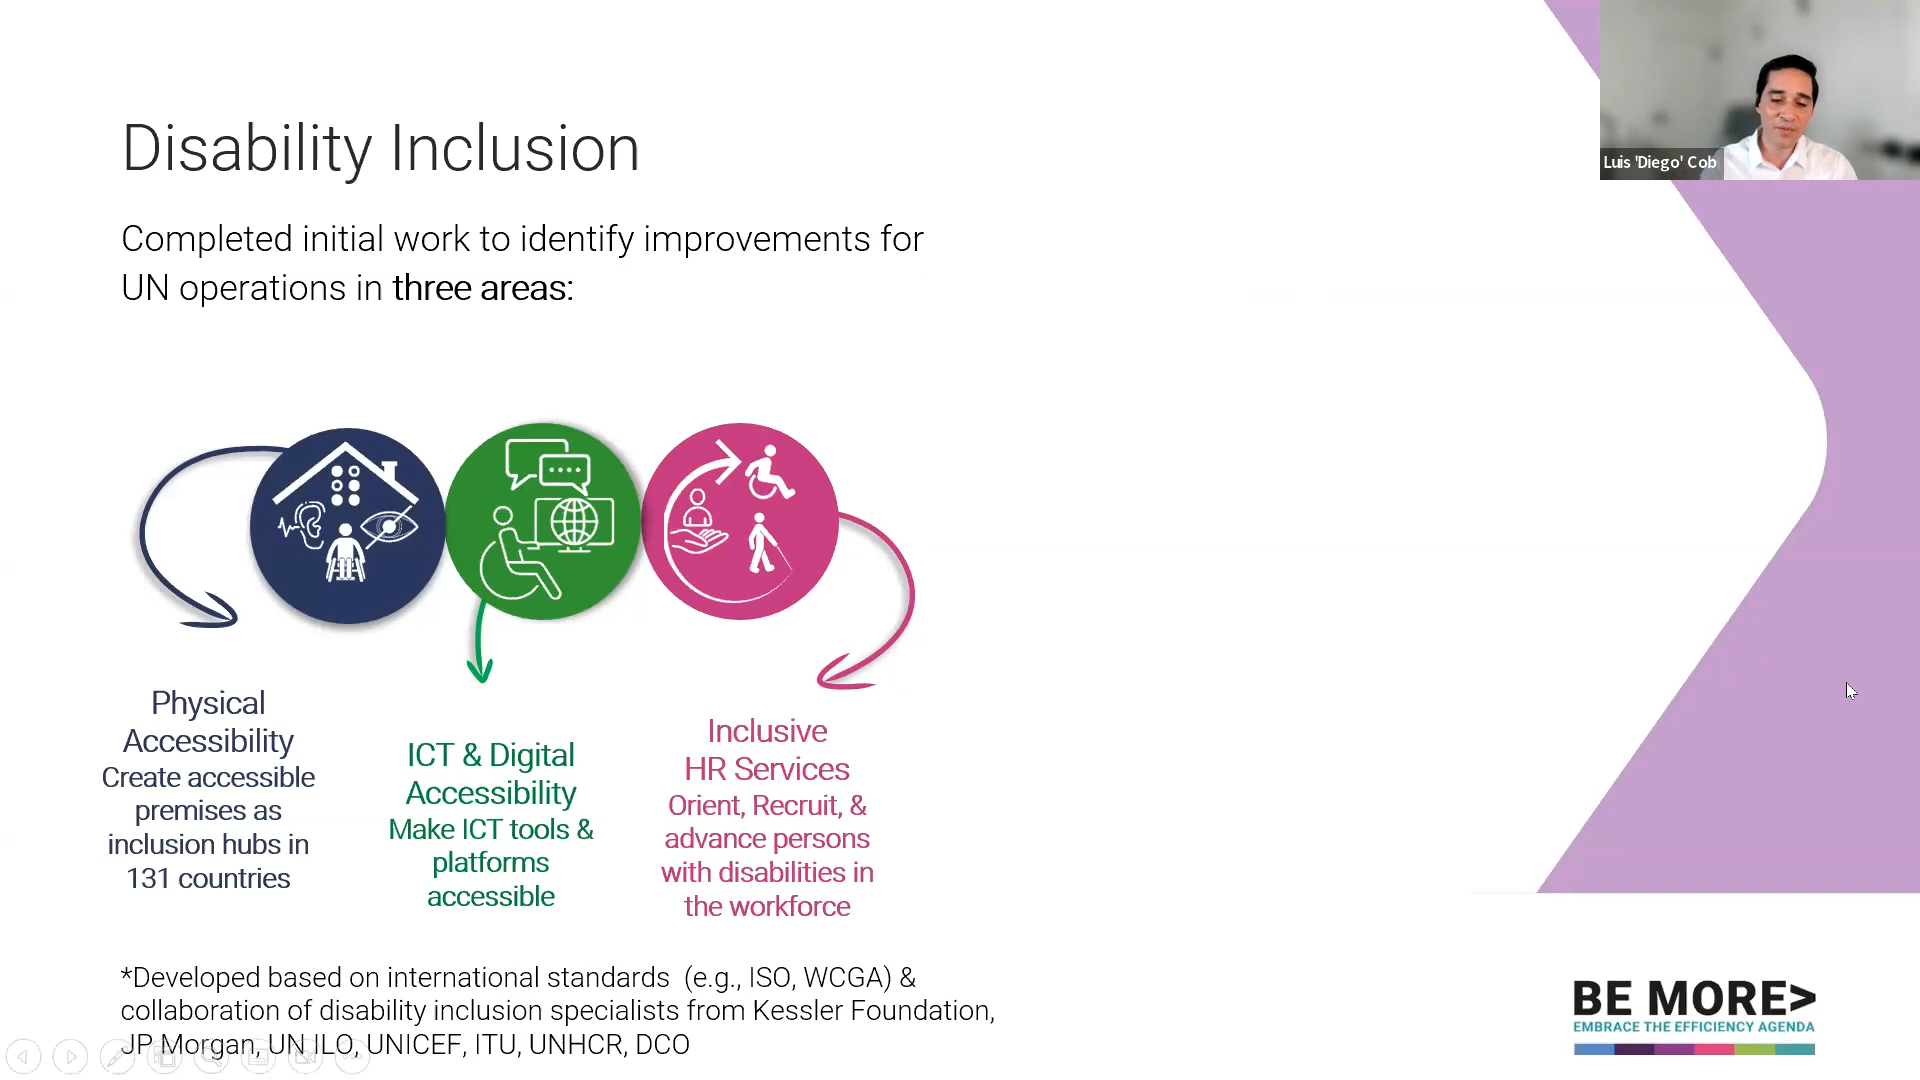 Luis 'Diego' Cob
Disability Inclusion
Completed initial work to identify improvements for
UN operations in three areas:
Physical
Accessibility
Create accessible
premises as
inclusion hubs in
131 countries
ICT & Digital
Accessibility
Make ICT tools &
platforms
accessible
Inclusive
HR Services
Orient, Recruit, &
advance persons
with disabilities in
the workforce
*Developed based on international standards  (e.g., ISO, WCGA) &
collaboration of disability inclusion specialists from Kessler Foundation,
JP Morgan, UN ILO, UNICEF, ITU, UNHCR, DCO
BE MORE>
EMBRACE THE EFFICIENCY AGENDA